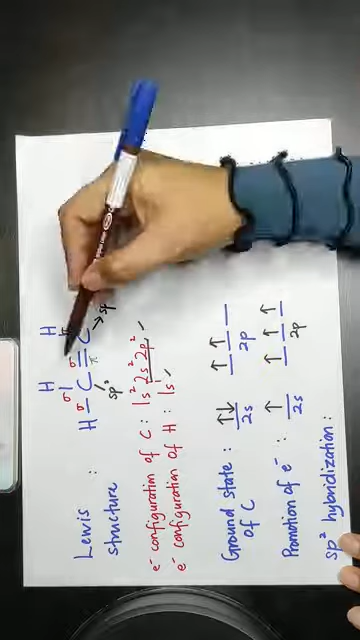 H H
σ| |
H — C = C
σ σ π
sp² → sp
Lewis structure :
e⁻ configuration of C : 1s² 2s² 2p² ✓
e⁻ configuration of H : 1s¹ ✓
Ground state of C : ↑↓ ↑ ↑
2s 2p
Promotion of e⁻ : ↑ ↑ ↑ ↑
2s 2p
sp² hybridization :